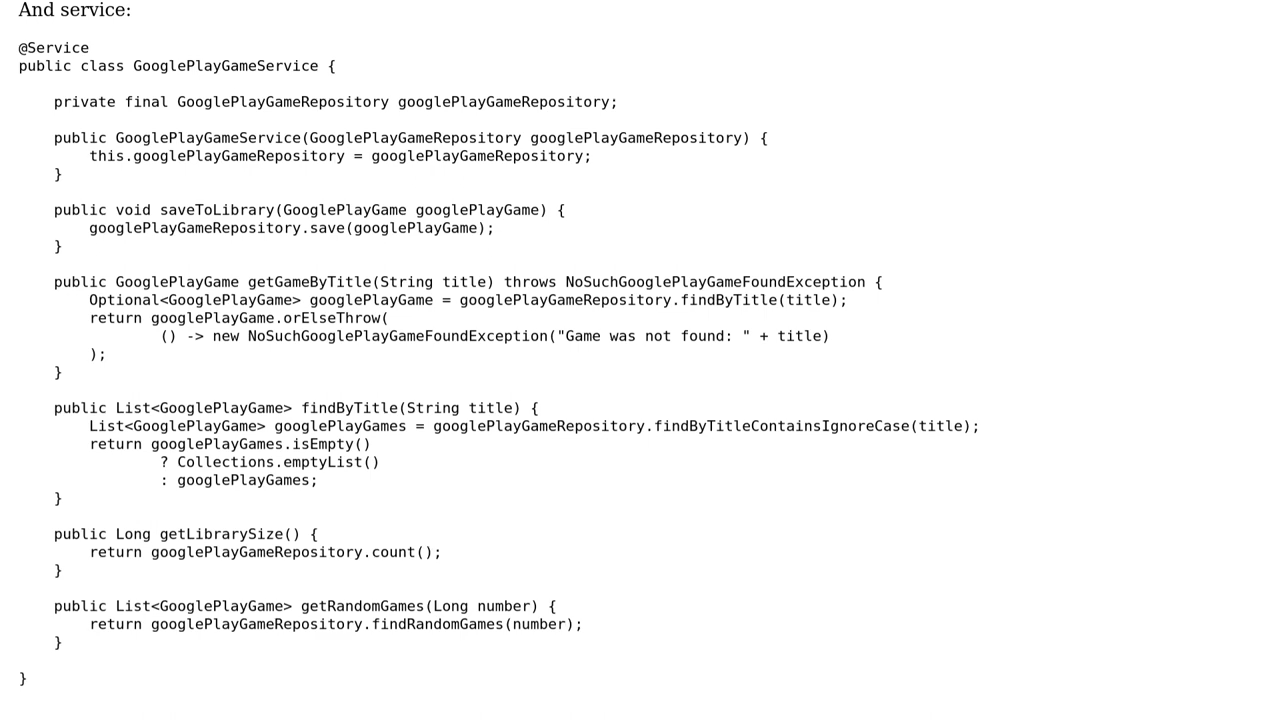 And service:
@Service
public class GooglePlayGameService {
    private final GooglePlayGameRepository googlePlayGameRepository;
    public GooglePlayGameService(GooglePlayGameRepository googlePlayGameRepository) {
        this.googlePlayGameRepository = googlePlayGameRepository;
    }
    public void saveToLibrary(GooglePlayGame googlePlayGame) {
        googlePlayGameRepository.save(googlePlayGame);
    }
    public GooglePlayGame getGameByTitle(String title) throws NoSuchGooglePlayGameFoundException {
        Optional<GooglePlayGame> googlePlayGame = googlePlayGameRepository.findByTitle(title);
        return googlePlayGame.orElseThrow(
                () -> new NoSuchGooglePlayGameFoundException("Game was not found: " + title)
        );
    }
    public List<GooglePlayGame> findByTitle(String title) {
        List<GooglePlayGame> googlePlayGames = googlePlayGameRepository.findByTitleContainsIgnoreCase(title);
        return googlePlayGames.isEmpty()
                ? Collections.emptyList()
                : googlePlayGames;
    }
    public Long getLibrarySize() {
        return googlePlayGameRepository.count();
    }
    public List<GooglePlayGame> getRandomGames(Long number) {
        return googlePlayGameRepository.findRandomGames(number);
    }
}